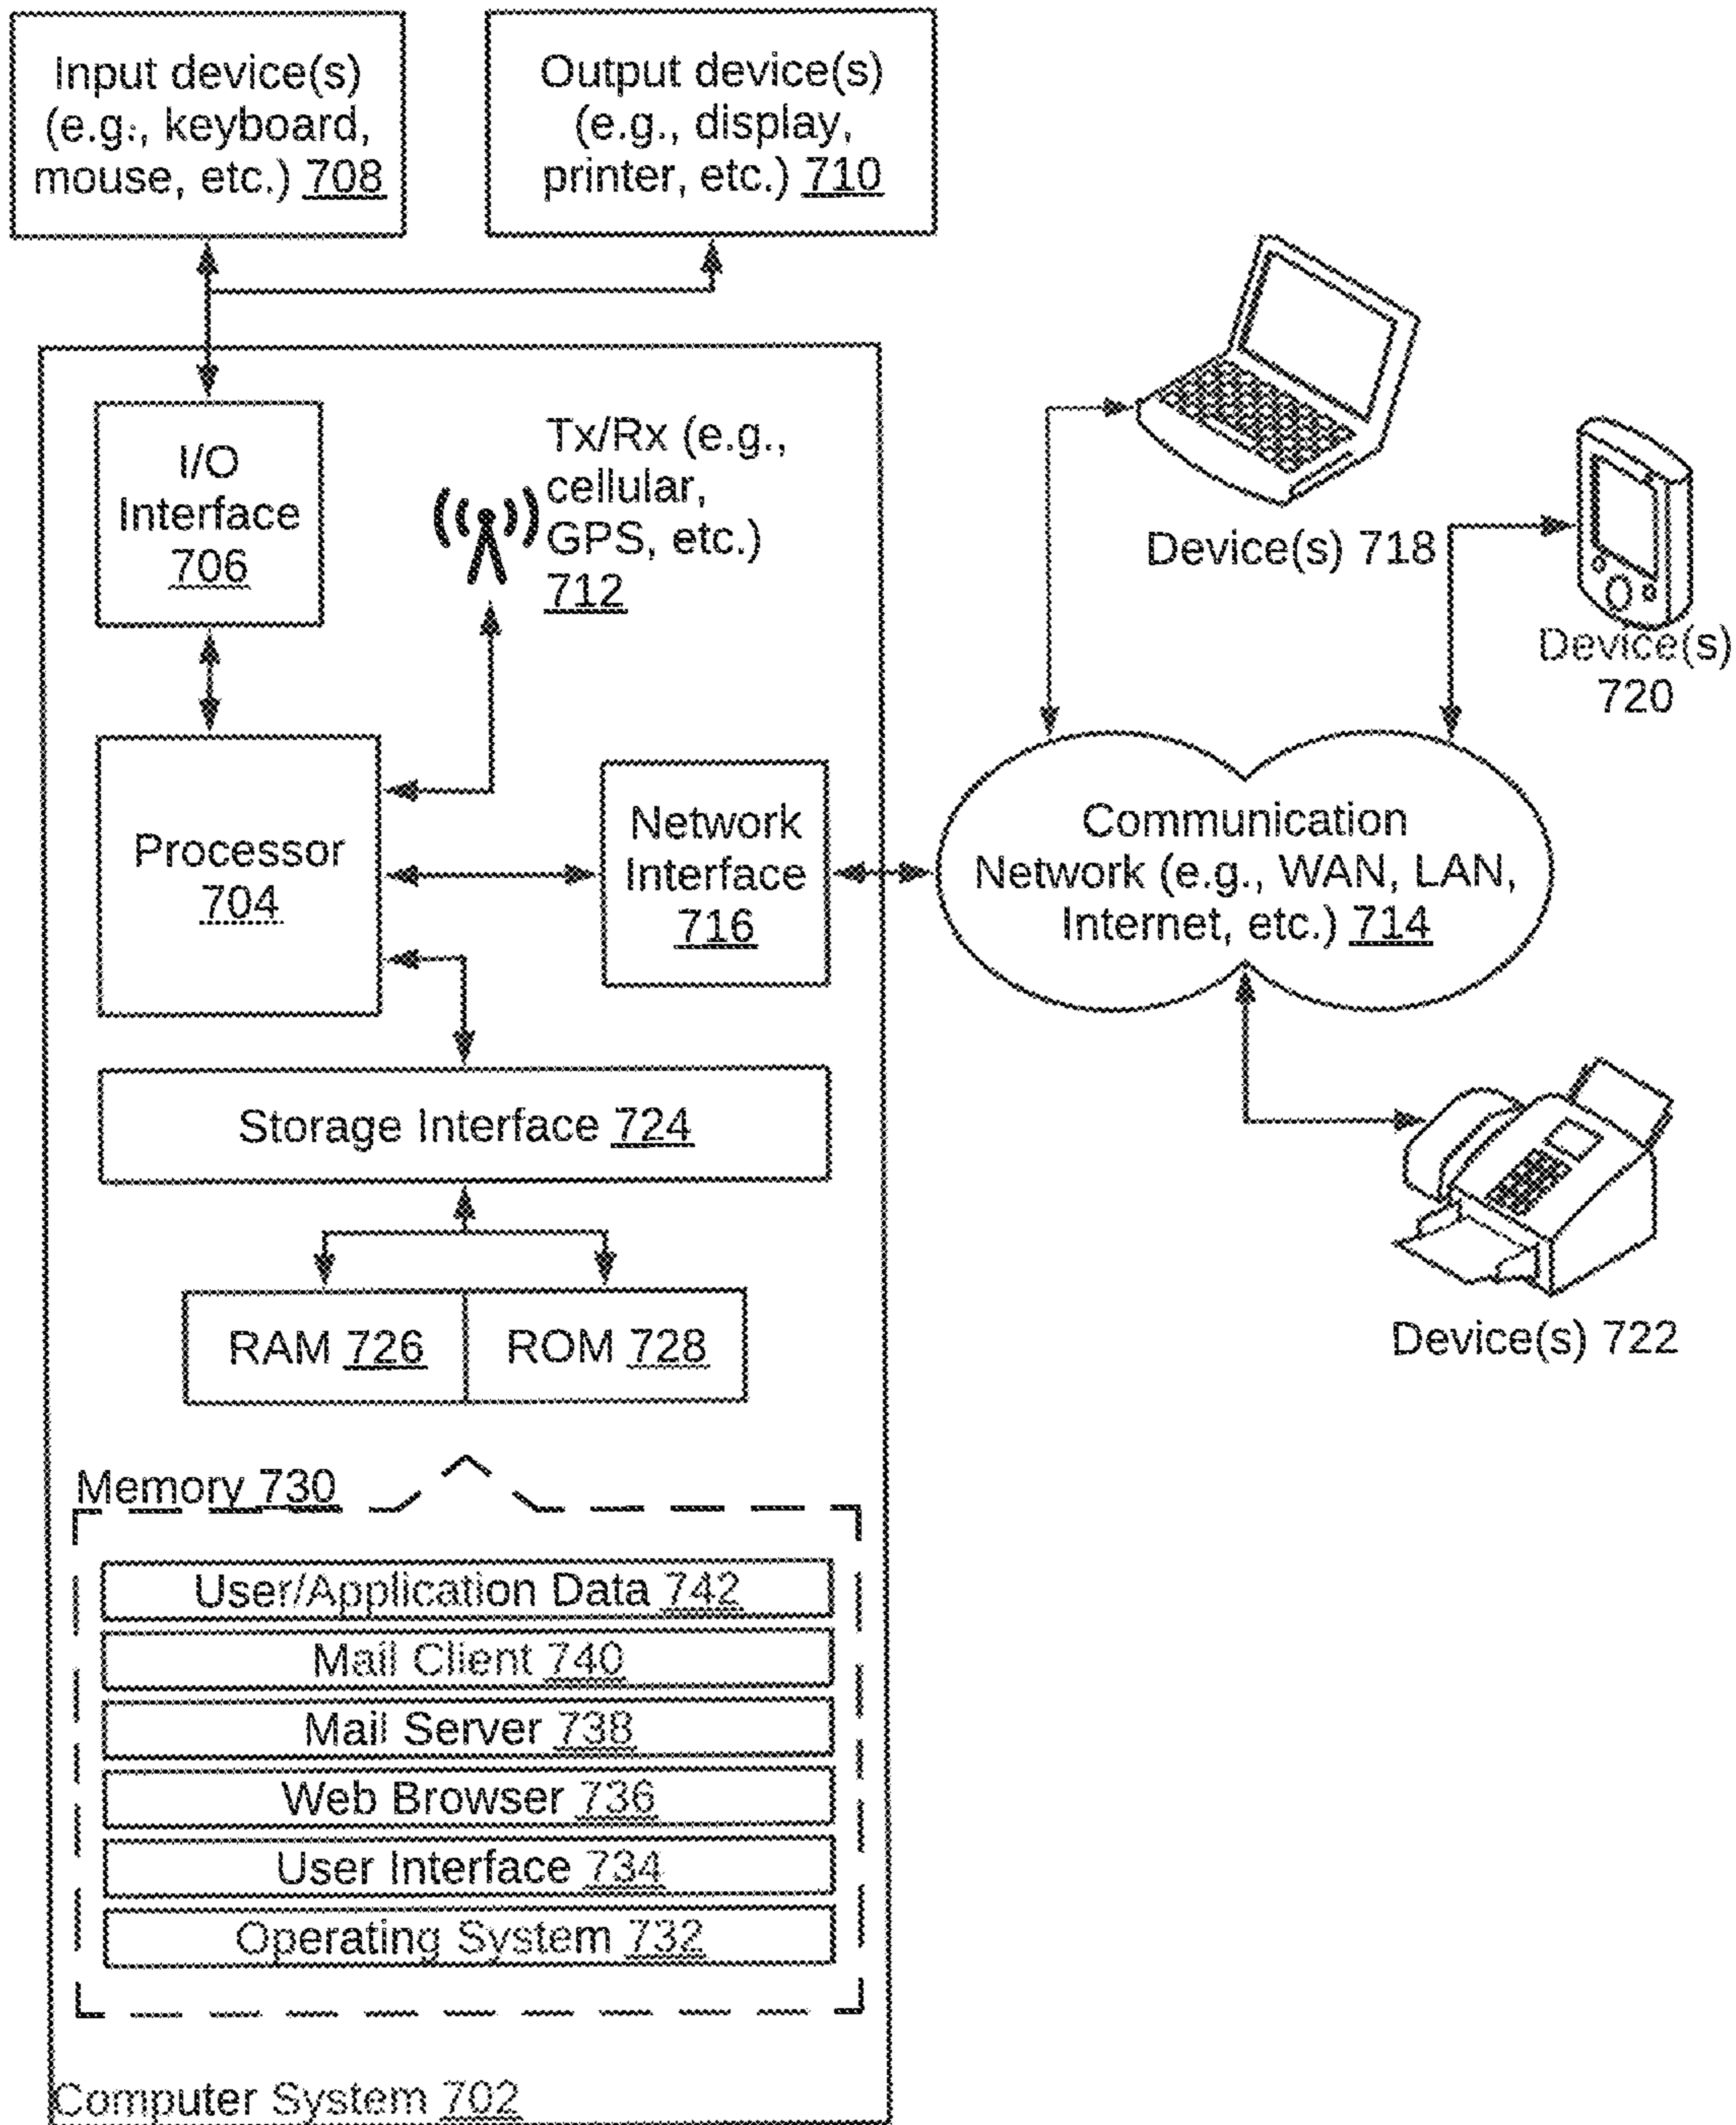 Input device(s)
(e.g., keyboard,
mouse, etc.) 708
Output device(s)
(e.g., display,
printer, etc.) 710
I/O
Interface
706
Tx/Rx (e.g.,
cellular,
GPS, etc.)
712
Device(s) 718
Device(s)
720
Processor
704
Network
Interface
716
Communication
Network (e.g., WAN, LAN,
Internet, etc.) 714
Storage Interface 724
RAM 726
ROM 728
Device(s) 722
Memory 730
User/Application Data 742
Mail Client 740
Mail Server 738
Web Browser 736
User Interface 734
Operating System 732
Computer System 702